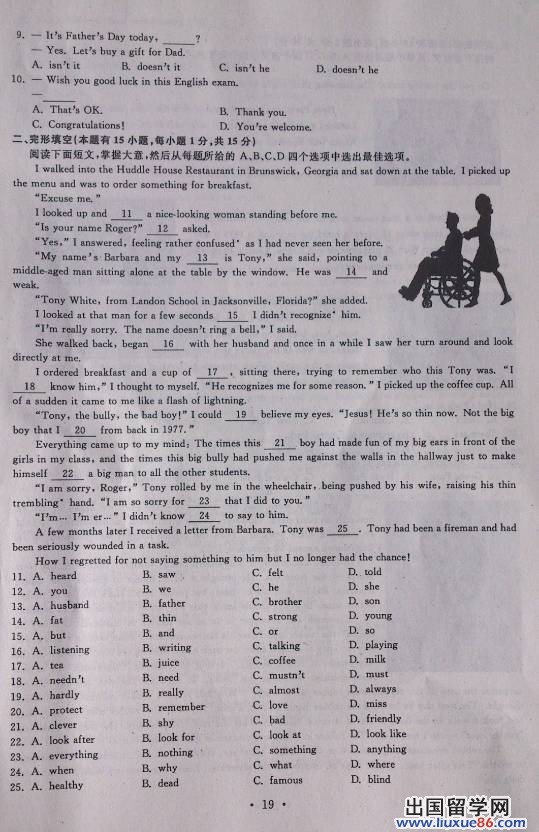 9. — It's Father's Day today, ______?
— Yes. Let's buy a gift for Dad.
A. isn't it B. doesn't it C. isn't he D. doesn't he
10. — Wish you good luck in this English exam.
— ______
A. That's OK. B. Thank you.
C. Congratulations! D. You're welcome.
二、完形填空(本题有15小题,每小题1分,共15分)
阅读下面短文,掌握大意,然后从每题所给的 A、B、C、D 四个选项中选出最佳选项。
I walked into the Huddle House Restaurant in Brunswick, Georgia and sat down at the table. I picked up
the menu and was to order something for breakfast.
"Excuse me."
I looked up and 11 a nice-looking woman standing before me.
"Is your name Roger?" 12 asked.
"Yes," I answered, feeling rather confused* as I had never seen her before.
"My name's Barbara and my 13 is Tony," she said, pointing to a
middle-aged man sitting alone at the table by the window. He was 14 and
weak.
"Tony White, from Landon School in Jacksonville, Florida?" she added.
I looked at that man for a few seconds 15 I didn't recognize* him.
"I'm really sorry. The name doesn't ring a bell," I said.
She walked back, began 16 with her husband and once in a while I saw her turn around and look
directly at me.
I ordered breakfast and a cup of 17 , sitting there, trying to remember who this Tony was. "I
18 know him," I thought to myself. "He recognizes me for some reason." I picked up the coffee cup. All
of a sudden it came to me like a flash of lightning.
"Tony, the bully, the bad boy!" I could 19 believe my eyes. "Jesus! He's so thin now. Not the big
boy that I 20 from back in 1977."
Everything came up to my mind: The times this 21 boy had made fun of my big ears in front of the
girls in my class, and the times this big bully had pushed me against the walls in the hallway just to make
himself 22 a big man to all the other students.
"I am sorry, Roger," Tony rolled by me in the wheelchair, being pushed by his wife, raising his thin
trembling* hand. "I am so sorry for 23 that I did to you."
"I'm... I'm er..." I didn't know 24 to say to him.
A few months later I received a letter from Barbara. Tony was 25 . Tony had been a fireman and had
been seriously wounded in a task.
How I regretted for not saying something to him but I no longer had the chance!
11. A. heard B. saw C. felt D. told
12. A. you B. we C. he D. she
13. A. husband B. father C. brother D. son
14. A. fat B. thin C. strong D. young
15. A. but B. and C. or D. so
16. A. listening B. writing C. talking D. playing
17. A. tea B. juice C. coffee D. milk
18. A. needn't B. need C. mustn't D. must
19. A. hardly B. really C. almost D. always
20. A. protect B. remember C. love D. miss
21. A. clever B. shy C. bad D. friendly
22. A. look after B. look for C. look at D. look like
23. A. everything B. nothing C. something D. anything
24. A. when B. why C. what D. where
25. A. healthy B. dead C. famous D. blind
• 19 •
出国留学网
www.liuxue86.com